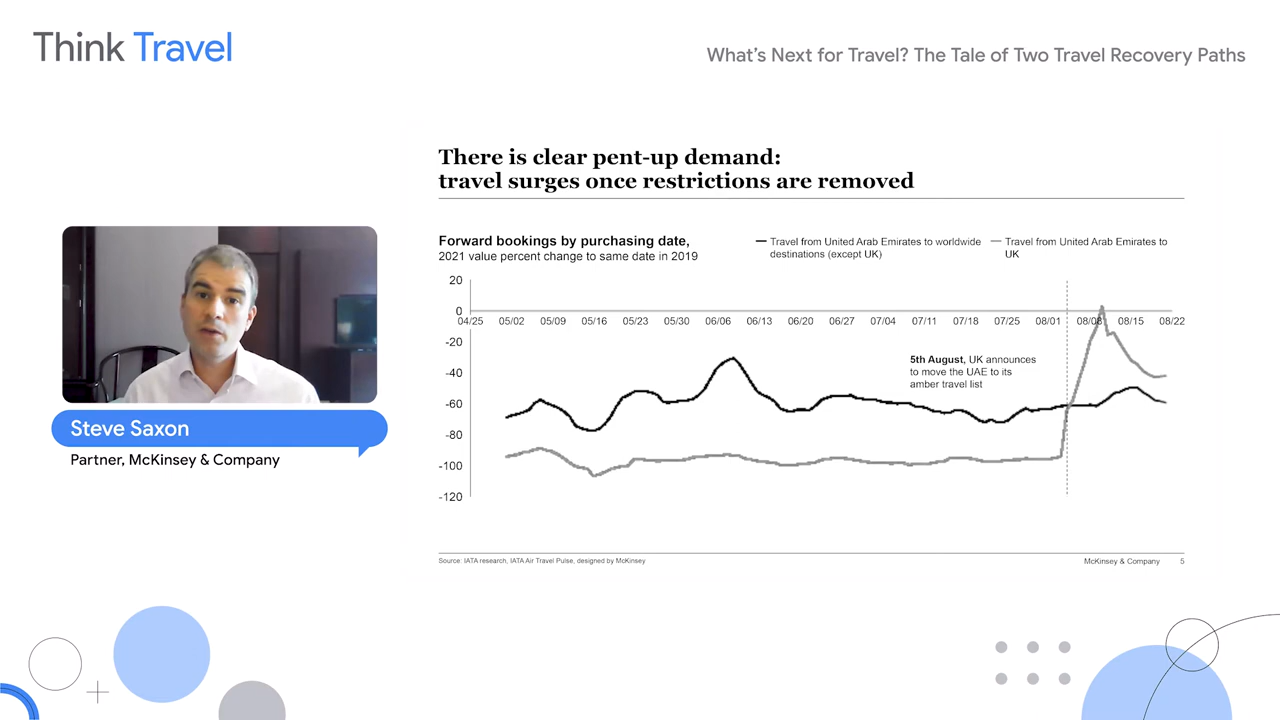 Think Travel
What's Next for Travel? The Tale of Two Travel Recovery Paths
There is clear pent-up demand:
travel surges once restrictions are removed
Forward bookings by purchasing date,
2021 value percent change to same date in 2019
Travel from United Arab Emirates to worldwide
destinations (except UK)
Travel from United Arab Emirates to
UK
20
0
-20
-40
-60
-80
-100
-120
04/25 05/02 05/09 05/16 05/23 05/30 06/06 06/13 06/20 06/27 07/04 07/11 07/18 07/25 08/01 08/08 08/15 08/22
5th August, UK announces
to move the UAE to its
amber travel list
Steve Saxon
Partner, McKinsey & Company
Source: IATA research, IATA Air Travel Pulse, designed by McKinsey
McKinsey & Company 5